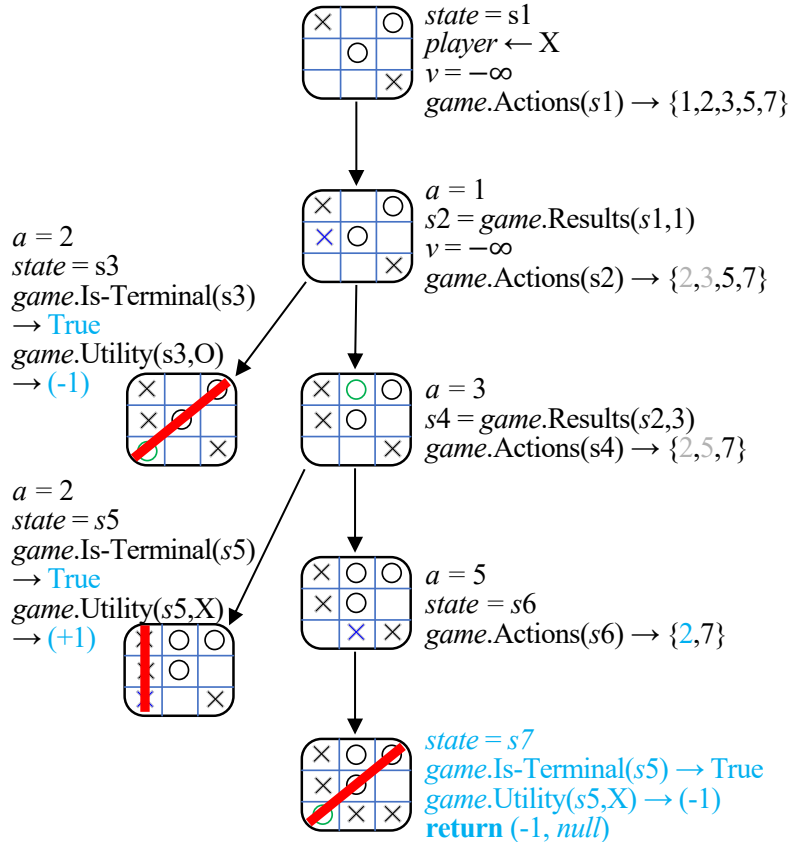 state = s1
player ← X
v = −∞
game.Actions(s1) → {1,2,3,5,7}
a = 1
s2 = game.Results(s1,1)
v = −∞
game.Actions(s2) → {2,3,5,7}
a = 2
state = s3
game.Is-Terminal(s3)
→ True
game.Utility(s3,O)
→ (-1)
a = 3
s4 = game.Results(s2,3)
game.Actions(s4) → {2,5,7}
a = 2
state = s5
game.Is-Terminal(s5)
→ True
game.Utility(s5,X)
→ (+1)
a = 5
state = s6
game.Actions(s6) → {2,7}
state = s7
game.Is-Terminal(s5) → True
game.Utility(s5,X) → (-1)
return (-1, null)